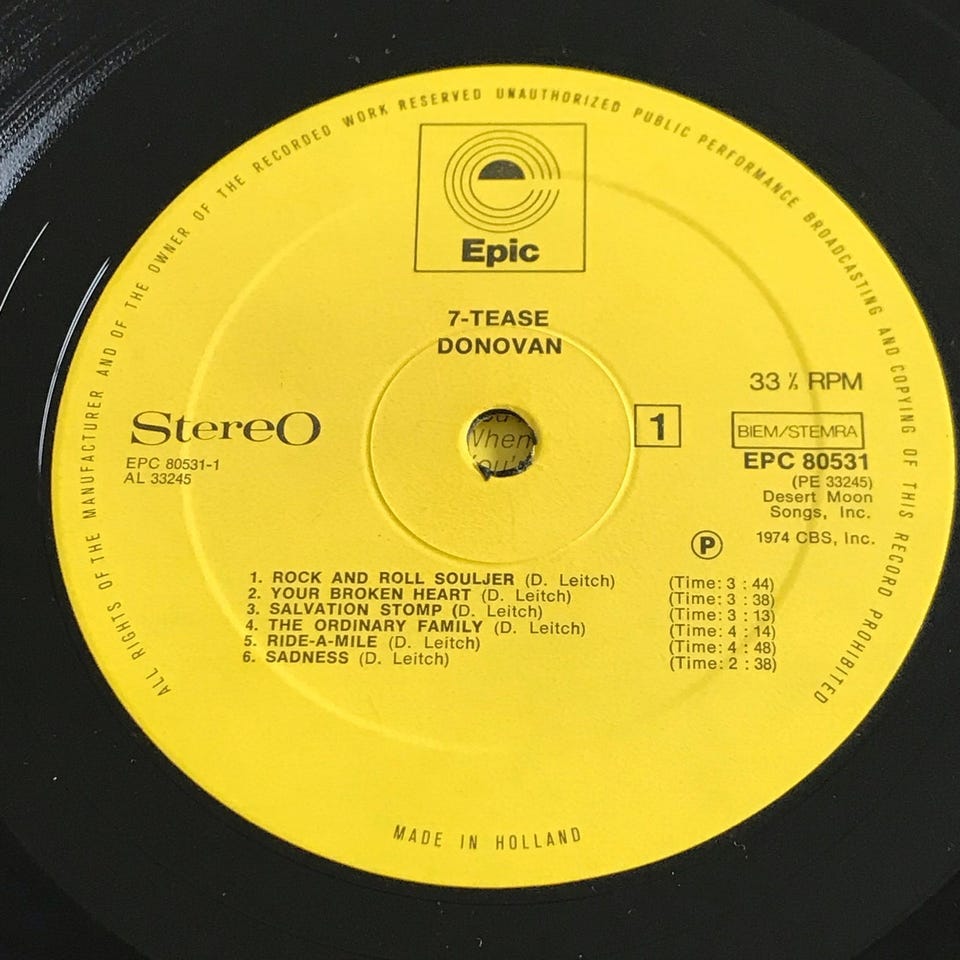 ALL RIGHTS OF THE MANUFACTURER AND OF THE OWNER OF THE RECORDED WORK RESERVED UNAUTHORIZED PUBLIC PERFORMANCE BROADCASTING AND COPYING OF THIS RECORD PROHIBITED
Epic
7-TEASE
DONOVAN
33 ⅓ RPM
Stereo
1
BIEM/STEMRA
EPC 80531-1
AL 33245
EPC 80531
(PE 33245)
Desert Moon
Songs, Inc.
℗ 1974 CBS, Inc.
When
1. ROCK AND ROLL SOULJER (D. Leitch) (Time: 3 : 44)
2. YOUR BROKEN HEART (D. Leitch) (Time: 3 : 38)
3. SALVATION STOMP (D. Leitch) (Time: 3 : 13)
4. THE ORDINARY FAMILY (D. Leitch) (Time: 4 : 14)
5. RIDE-A-MILE (D. Leitch) (Time: 4 : 48)
6. SADNESS (D. Leitch) (Time: 2 : 38)
MADE IN HOLLAND